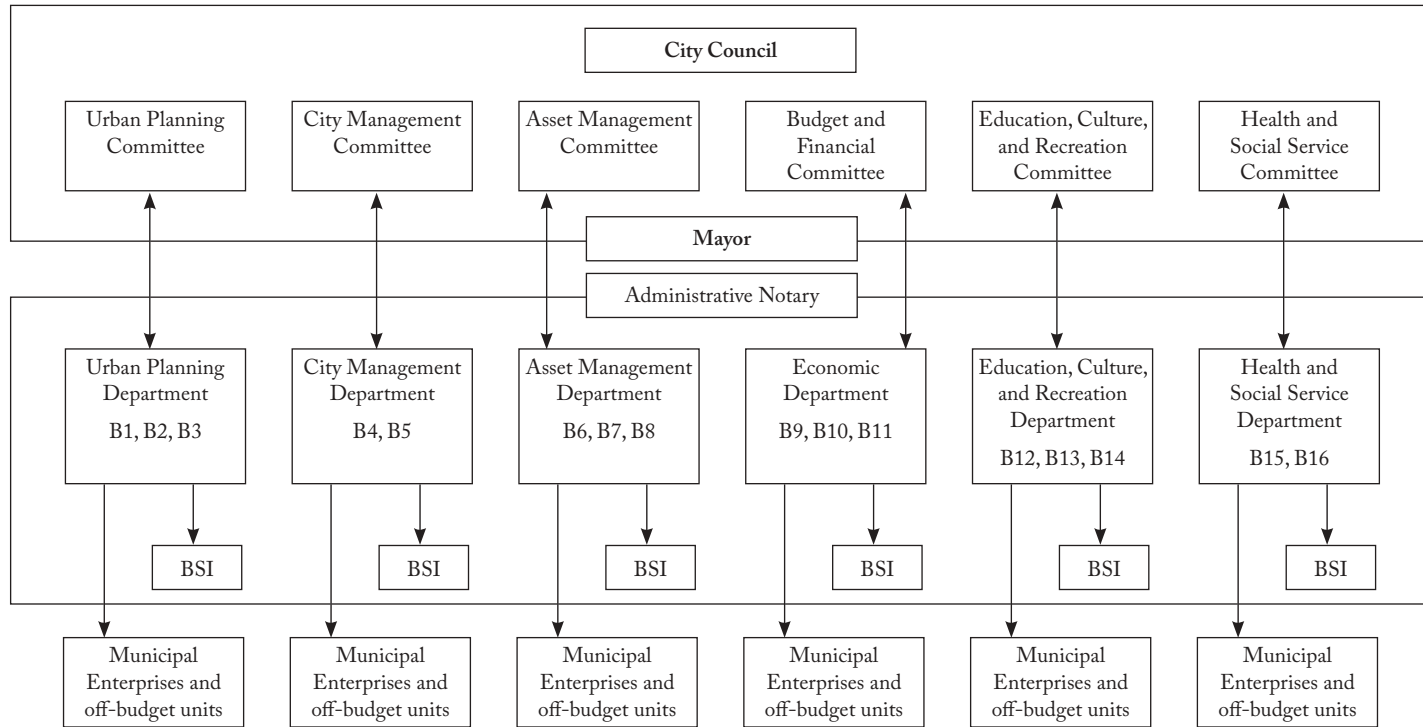 City Council
Urban Planning
Committee
City Management
Committee
Asset Management
Committee
Budget and
Financial
Committee
Education, Culture,
and Recreation
Committee
Health and
Social Service
Committee
Mayor
Administrative Notary
Urban Planning
Department
B1, B2, B3
City Management
Department
B4, B5
Asset Management
Department
B6, B7, B8
Economic
Department
B9, B10, B11
Education, Culture,
and Recreation
Department
B12, B13, B14
Health and
Social Service
Department
B15, B16
BSI
BSI
BSI
BSI
BSI
BSI
Municipal
Enterprises and
off-budget units
Municipal
Enterprises and
off-budget units
Municipal
Enterprises and
off-budget units
Municipal
Enterprises and
off-budget units
Municipal
Enterprises and
off-budget units
Municipal
Enterprises and
off-budget units